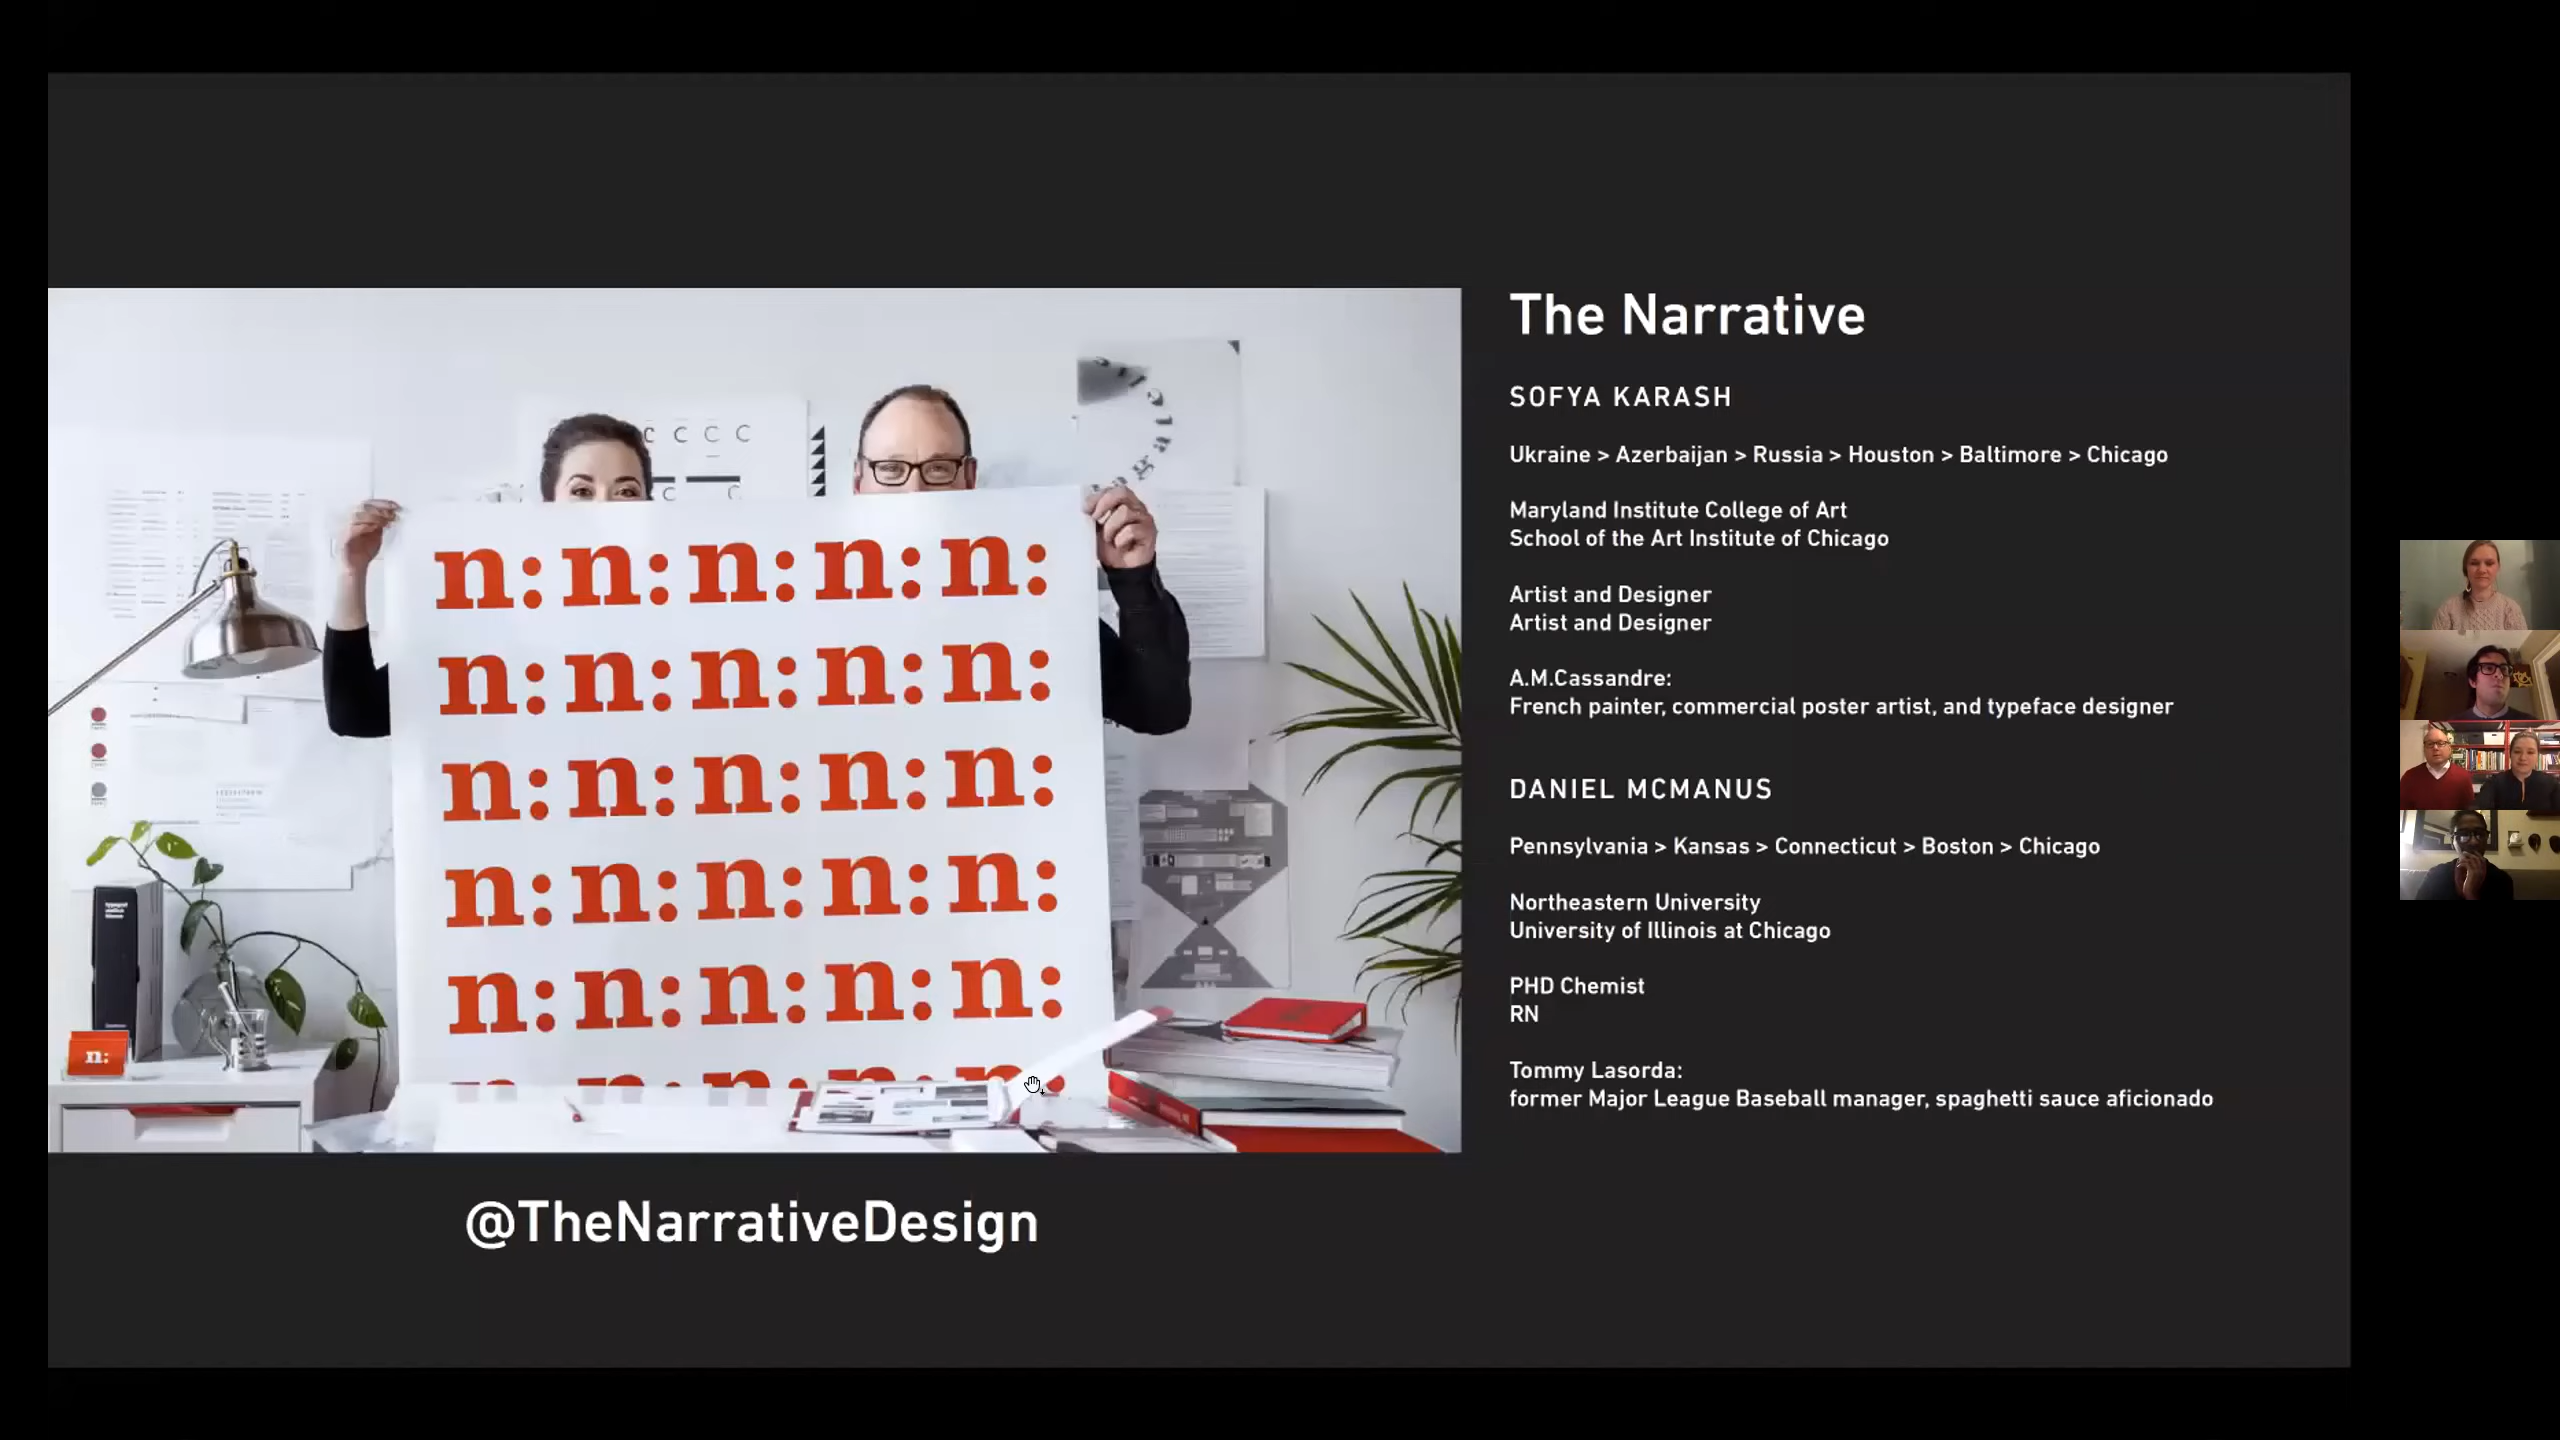 The Narrative
SOFYA KARASH
Ukraine > Azerbaijan > Russia > Houston > Baltimore > Chicago
Maryland Institute College of Art
School of the Art Institute of Chicago
Artist and Designer
Artist and Designer
A.M.Cassandre:
French painter, commercial poster artist, and typeface designer
DANIEL MCMANUS
Pennsylvania > Kansas > Connecticut > Boston > Chicago
Northeastern University
University of Illinois at Chicago
PHD Chemist
RN
Tommy Lasorda:
former Major League Baseball manager, spaghetti sauce aficionado
C C C C
C C
n: n: n: n: n:
n: n: n: n: n:
n: n: n: n: n:
n: n: n: n: n:
n: n: n: n: n:
n:
@TheNarrativeDesign